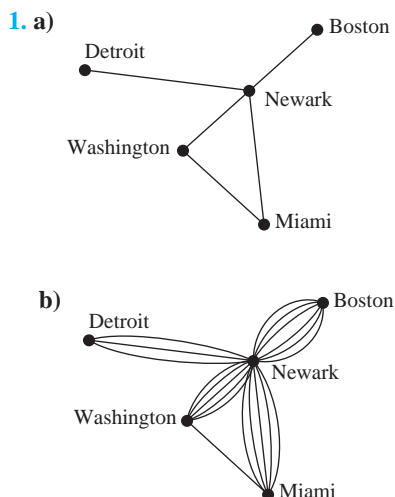 1. a)
Boston
Detroit
Newark
Washington
Miami
b)
Boston
Detroit
Newark
Washington
Miami